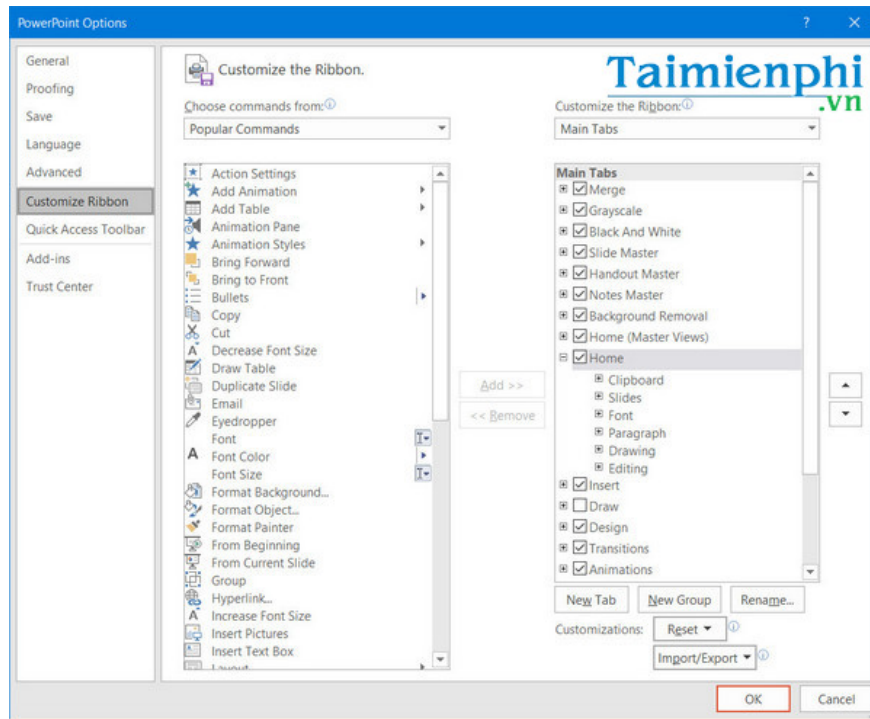 PowerPoint Options
General
Proofing
Save
Language
Advanced
Customize Ribbon
Quick Access Toolbar
Add-ins
Trust Center
Customize the Ribbon.
Taimienphi
.vn
Choose commands from:
Popular Commands
Action Settings
Add Animation
Add Table
Animation Pane
Animation Styles
Bring Forward
Bring to Front
Bullets
Copy
Cut
Decrease Font Size
Draw Table
Duplicate Slide
Email
Eyedropper
Font
Font Color
Font Size
Format Background...
Format Object...
Format Painter
From Beginning
From Current Slide
Group
Hyperlink...
Increase Font Size
Insert Pictures
Insert Text Box
Layout
Add >>
<< Remove
Customize the Ribbon:
Main Tabs
Main Tabs
Merge
Grayscale
Black And White
Slide Master
Handout Master
Notes Master
Background Removal
Home (Master Views)
Home
Clipboard
Slides
Font
Paragraph
Drawing
Editing
Insert
Draw
Design
Transitions
Animations
New Tab
New Group
Rename...
Customizations:
Reset
Import/Export
OK
Cancel